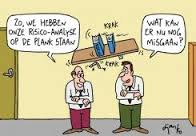 ZO, WE HEBBEN
ONZE RISICO-ANALYSE
OP DE PLANK STAAN
KRAK
KRAK
WAT KAN
ER NU NOG
MISGAAN?